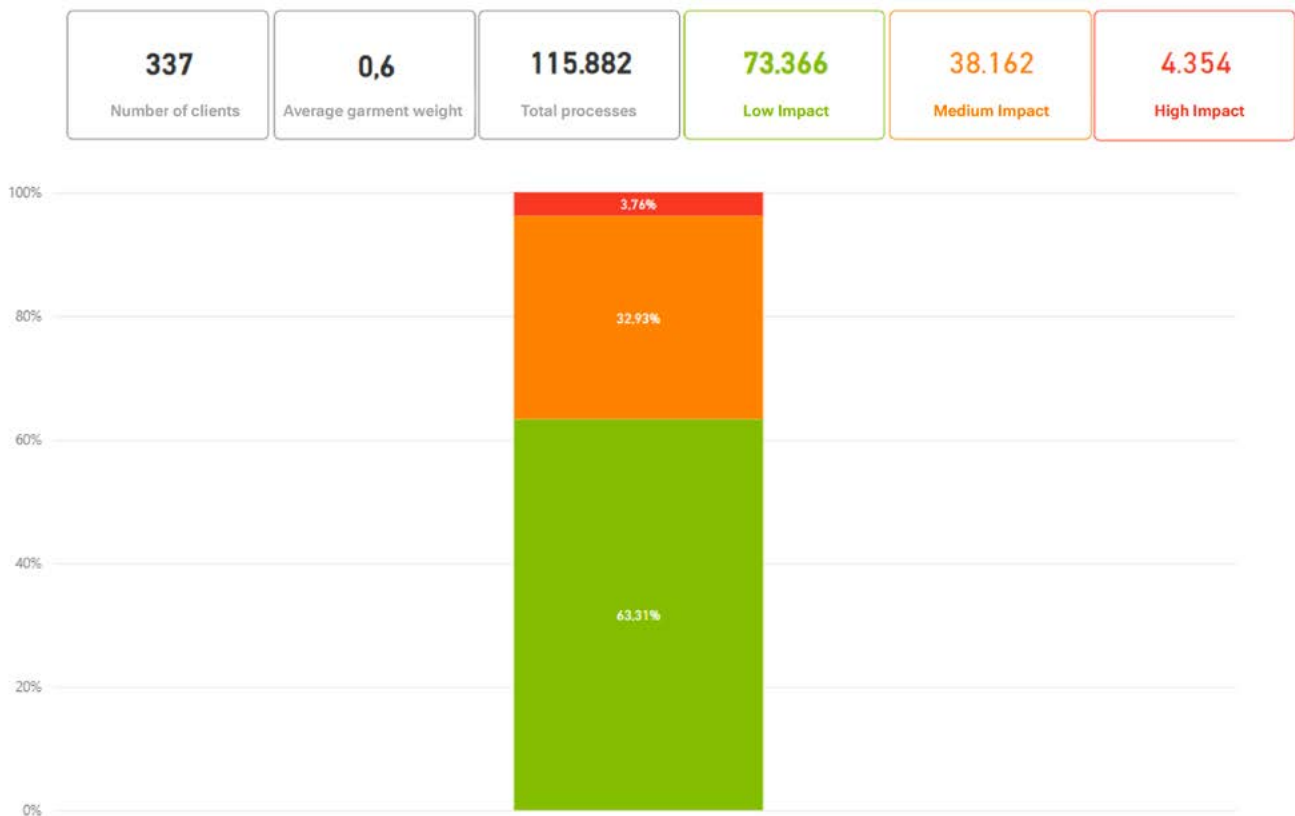 337
Number of clients
0,6
Average garment weight
115.882
Total processes
73.366
Low Impact
38.162
Medium Impact
4.354
High Impact
100%
3,76%
80%
32,93%
60%
40%
63,31%
20%
0%